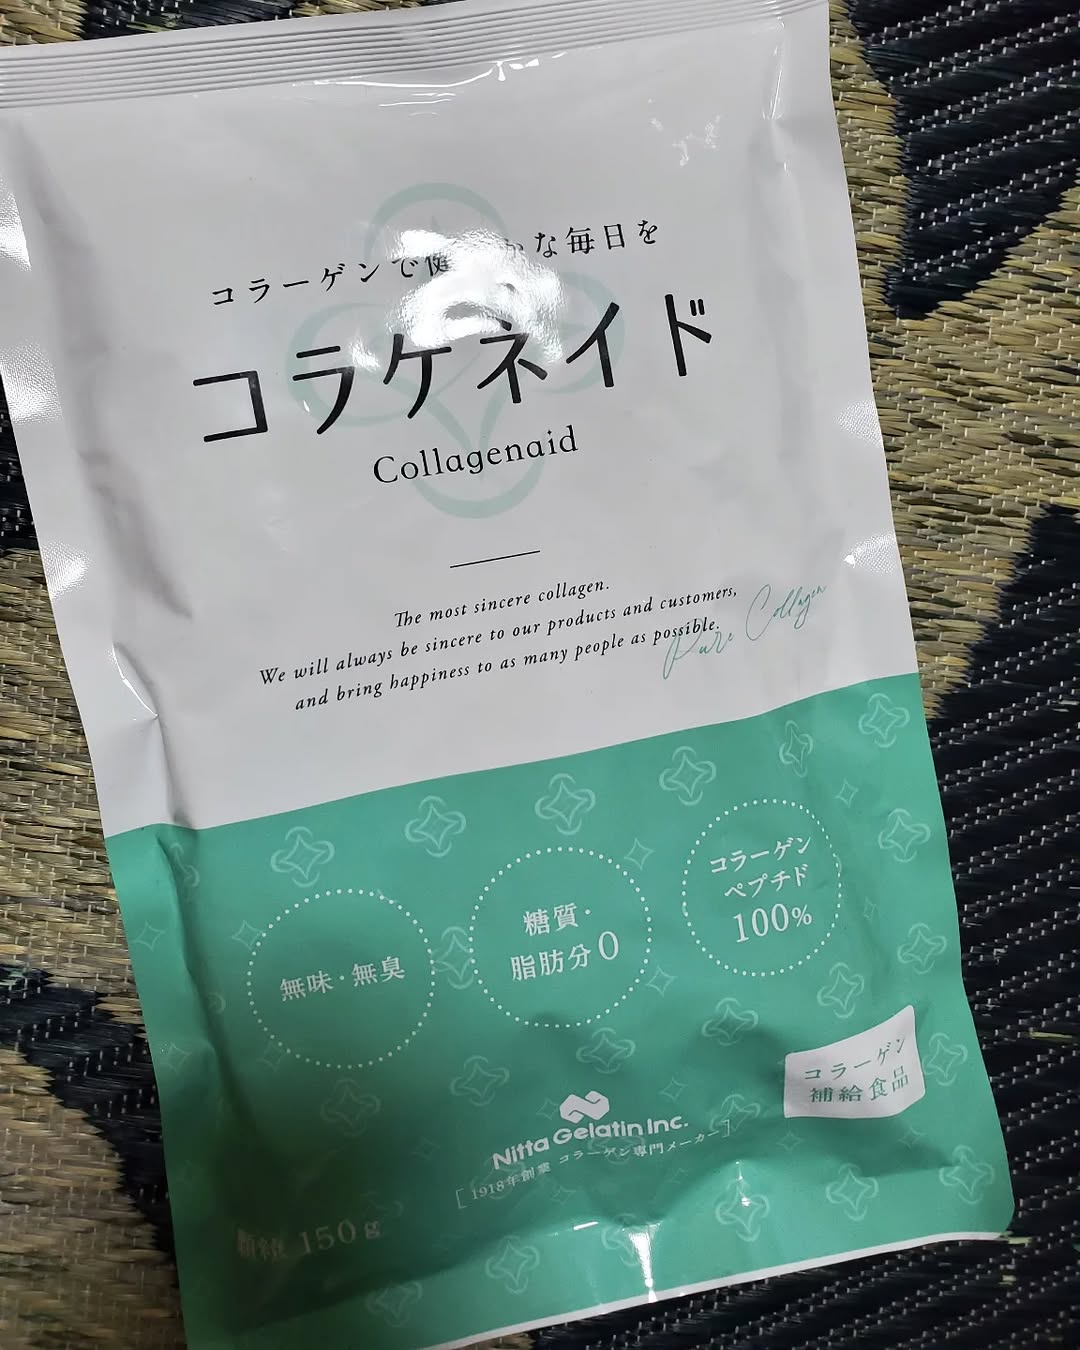 コラーゲンで健やかな毎日を
コラケネイド
Collagenaid
The most sincere collagen.
We will always be sincere to our products and customers,
and bring happiness to as many people as possible.
Pure Collagen
無味・無臭
糖質・
脂肪分0
コラーゲン
ペプチド
100%
コラーゲン
補給食品
Nitta Gelatin Inc.
[1918年創業 コラーゲン専門メーカー]
顆粒 150g